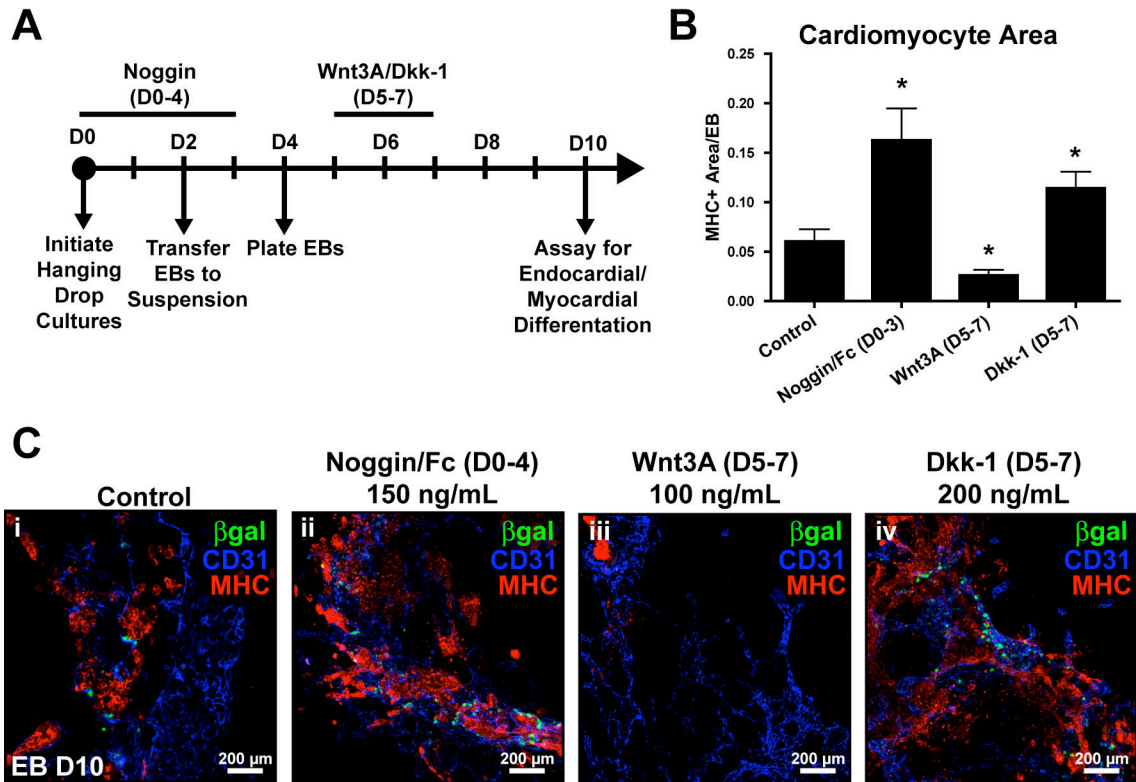 A
Noggin
(D0-4)
Wnt3A/Dkk-1
(D5-7)
D0
D2
D4
D6
D8
D10
Initiate
Hanging
Drop
Cultures
Transfer
EBs to
Suspension
Plate EBs
Assay for
Endocardial/
Myocardial
Differentation
B
Cardiomyocyte Area
MHC+ Area/EB
0.25
0.20
0.15
0.10
0.05
0.00
*
*
*
Control
Noggin/Fc (D0-3)
Wnt3A (D5-7)
Dkk-1 (D5-7)
C
Control
i
βgal
CD31
MHC
EB D10
200 µm
Noggin/Fc (D0-4)
150 ng/mL
ii
βgal
CD31
MHC
200 µm
Wnt3A (D5-7)
100 ng/mL
iii
βgal
CD31
MHC
200 µm
Dkk-1 (D5-7)
200 ng/mL
iv
βgal
CD31
MHC
200 µm